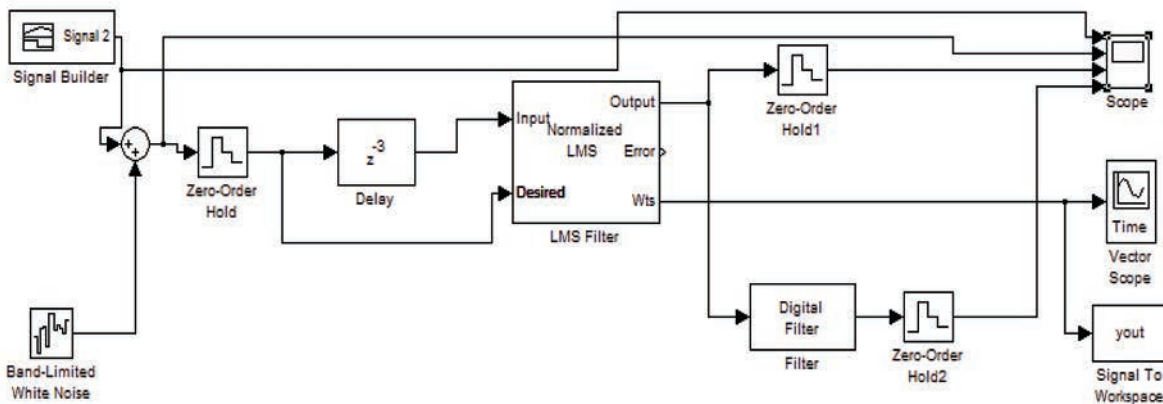 Signal 2
Signal Builder
+
+
Zero-Order
Hold
-3
z
Delay
Input
Normalized
LMS
Output
Error
Desired
Wts
LMS Filter
Zero-Order
Hold1
Scope
Time
Vector
Scope
Digital
Filter
Filter
Zero-Order
Hold2
yout
Signal To
Workspace
Band-Limited
White Noise